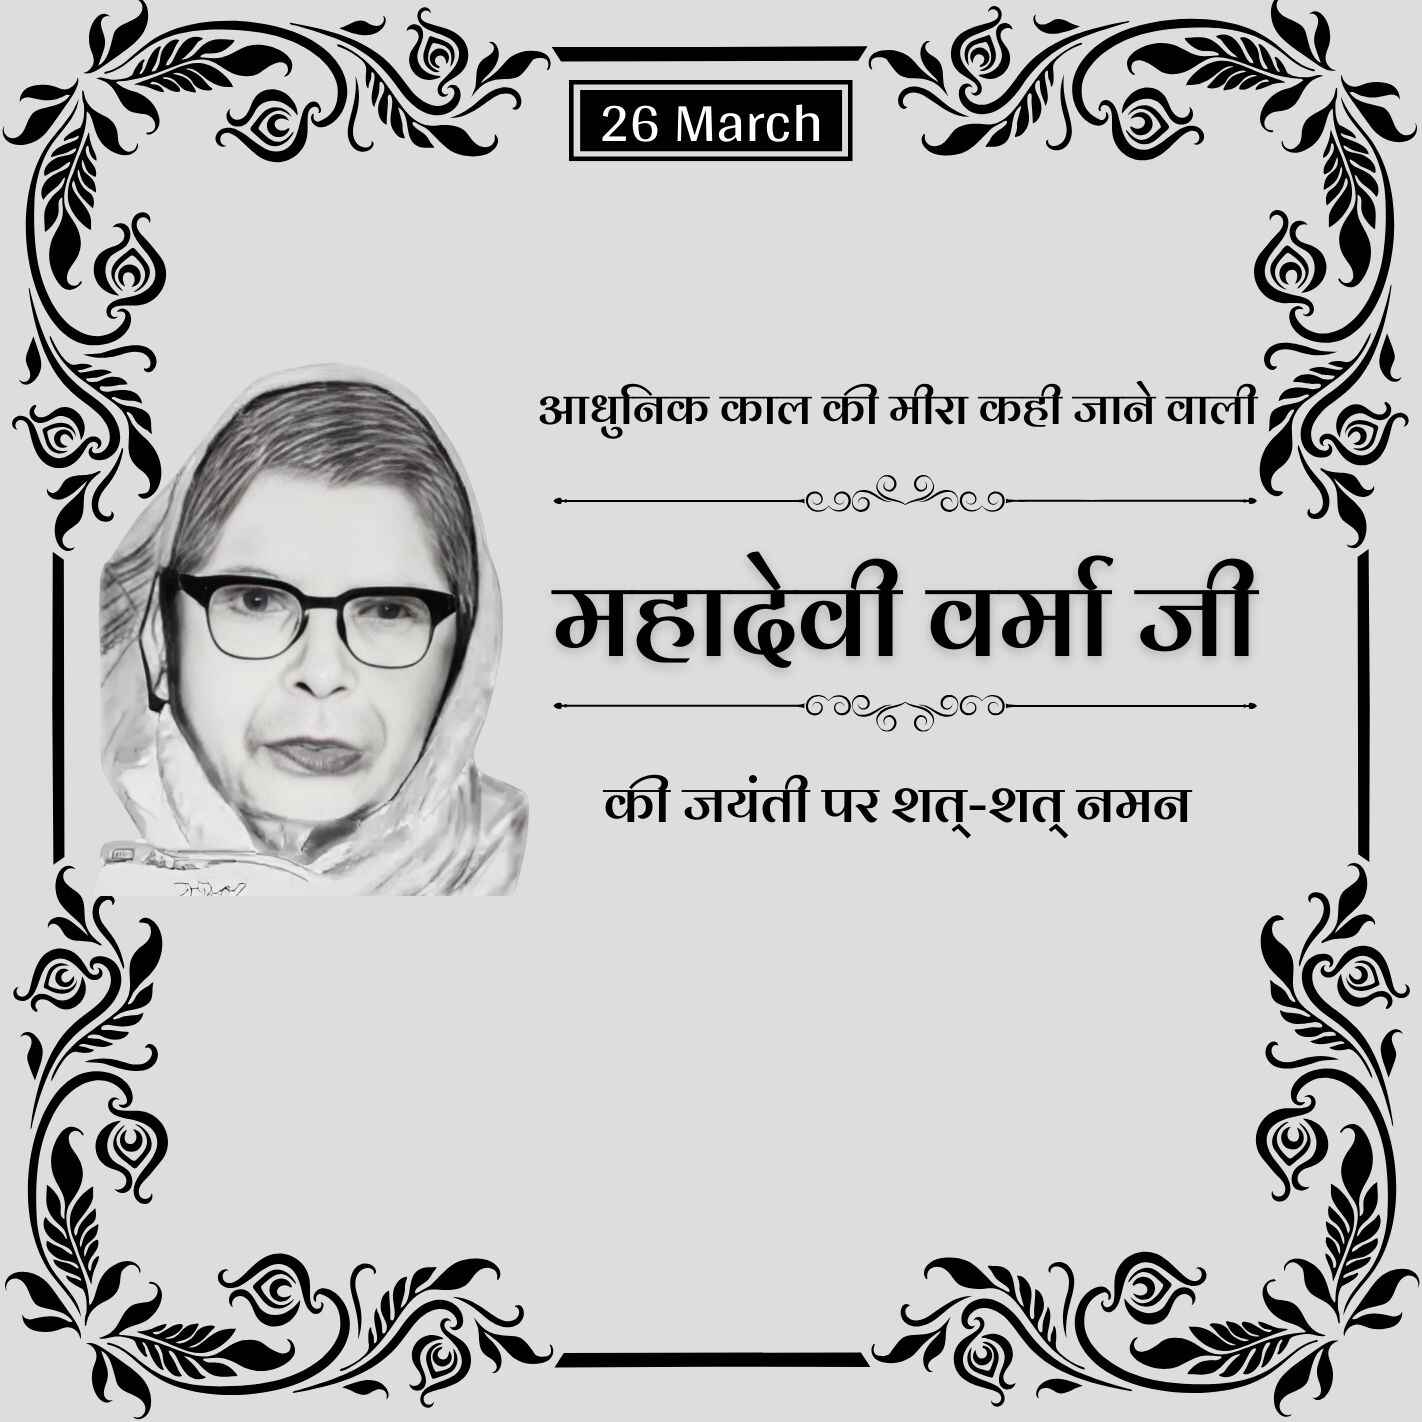 26 March
आधुनिक काल की मीरा कही जाने वाली
महादेवी वर्मा जी
की जयंती पर शत्-शत् नमन